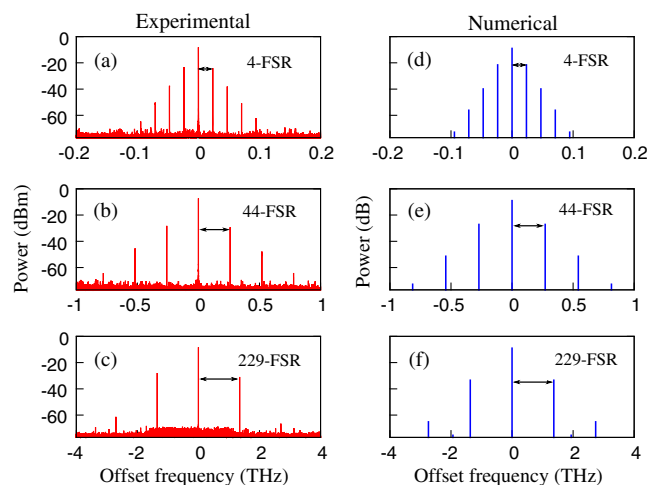 Experimental
Numerical
0
-20
-40
-60
(a)
4-FSR
-0.2
-0.1
0
0.1
0.2
(d)
4-FSR
-0.2
-0.1
0
0.1
0.2
Power (dBm)
0
-20
-40
-60
(b)
44-FSR
-1
-0.5
0
0.5
1
Power (dB)
(e)
44-FSR
-1
-0.5
0
0.5
1
0
-20
-40
-60
(c)
229-FSR
-4
-2
0
2
4
Offset frequency (THz)
(f)
229-FSR
-4
-2
0
2
4
Offset frequency (THz)